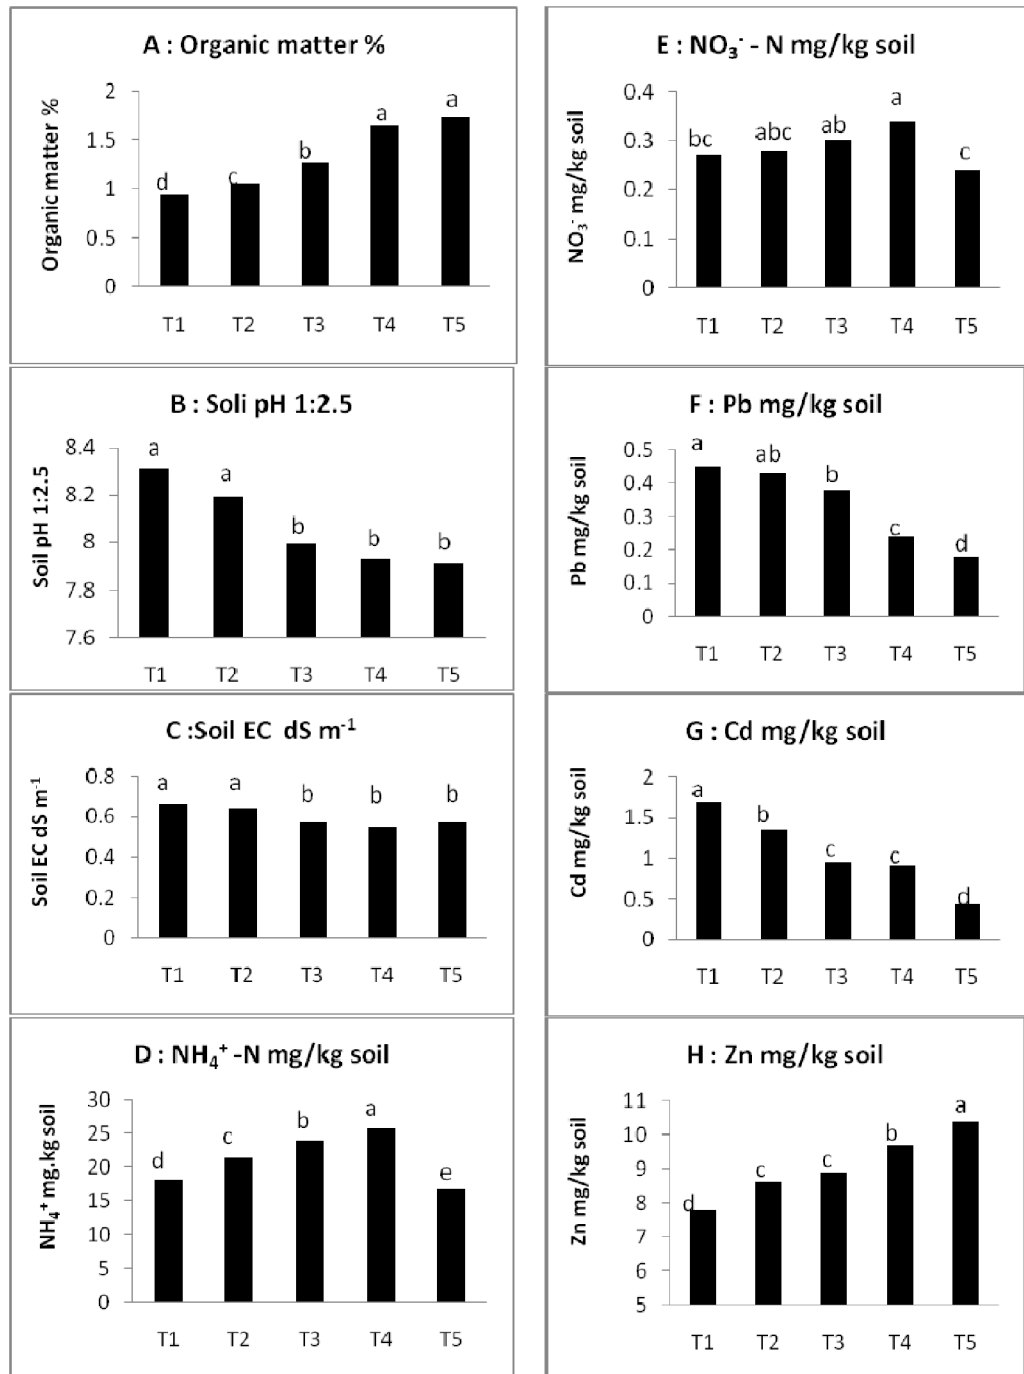 A : Organic matter %
Organic matter %
2
1.5
1
0.5
0
d
c
b
a
a
T1 T2 T3 T4 T5
B : Soli pH 1:2.5
Soil pH 1:2.5
8.4
8.2
8
7.8
7.6
a
a
b
b
b
T1 T2 T3 T4 T5
C :Soil EC dS m⁻¹
Soil EC dS m⁻¹
0.8
0.6
0.4
0.2
0
a a b b b
T1 T2 T3 T4 T5
D : NH₄⁺ -N mg/kg soil
NH₄⁺ mg.kg soil
30
25
20
15
10
5
0
d
c
b
a
e
T1 T2 T3 T4 T5
E : NO₃⁻ - N mg/kg soil
NO₃⁻ mg/kg soil
0.4
0.3
0.2
0.1
0
bc
abc
ab
a
c
T1 T2 T3 T4 T5
F : Pb mg/kg soil
Pb mg/kg soil
0.5
0.4
0.3
0.2
0.1
0
a
ab
b
c
d
T1 T2 T3 T4 T5
G : Cd mg/kg soil
Cd mg/kg soil
2
1.5
1
0.5
0
a
b
c
c
d
T1 T2 T3 T4 T5
H : Zn mg/kg soil
Zn mg/kg soil
11
10
9
8
7
6
5
d
c
c
b
a
T1 T2 T3 T4 T5